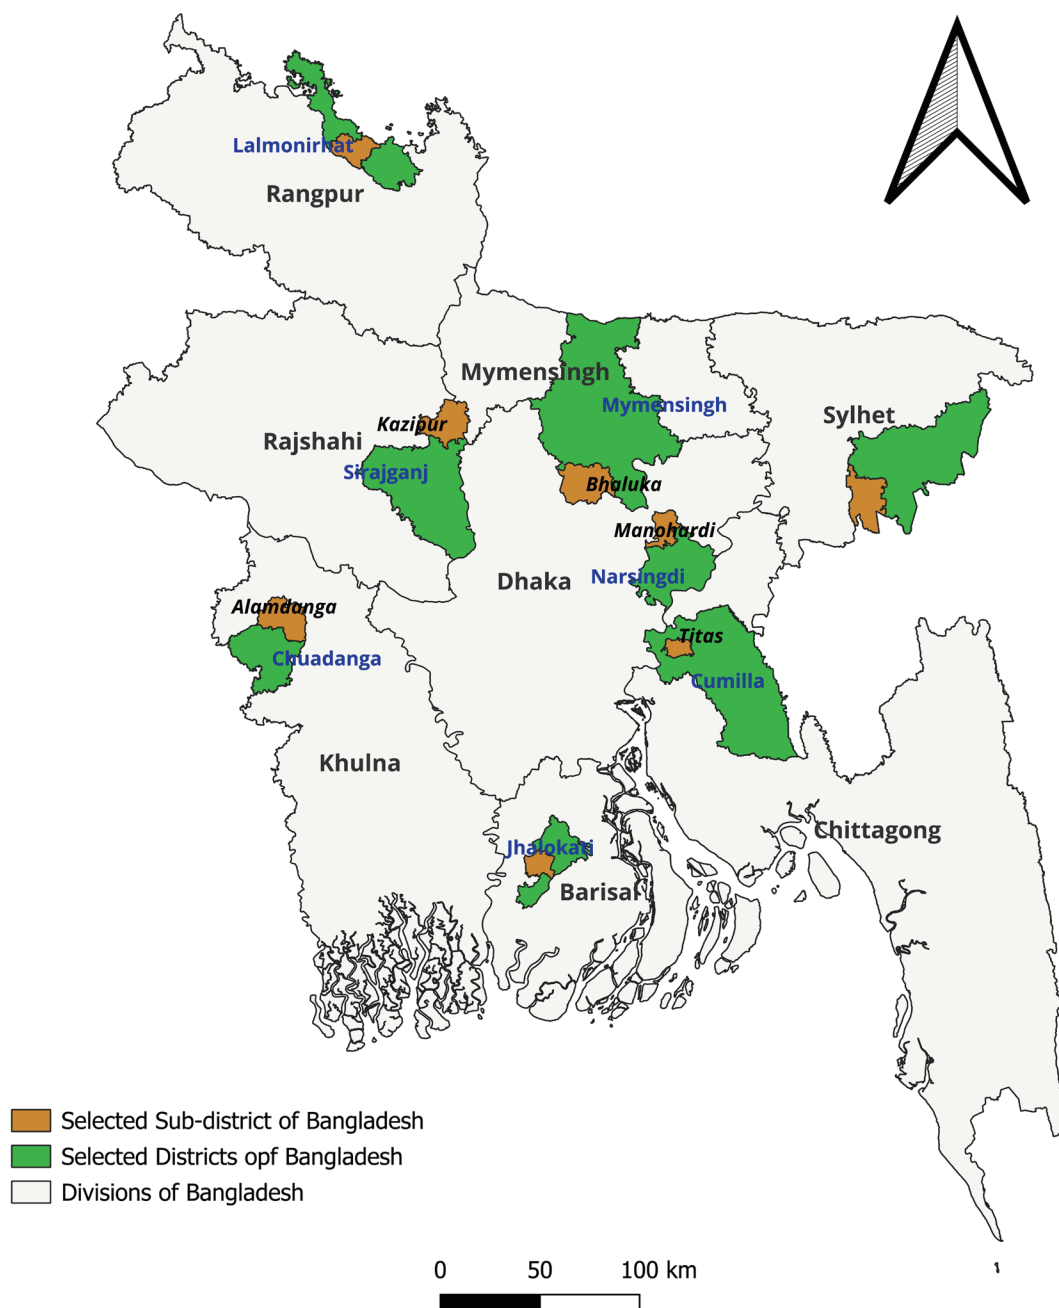 Lalmonirhat
Rangpur
Mymensingh
Mymensingh
Sylhet
Kazipur
Rajshahi
Sirajganj
Bhaluka
Manohardi
Narsingdi
Dhaka
Alamdanga
Chuadanga
Titas
Cumilla
Khulna
Chittagong
Jhalokati
Barisal
Selected Sub-district of Bangladesh
Selected Districts opf Bangladesh
Divisions of Bangladesh
0 50 100 km